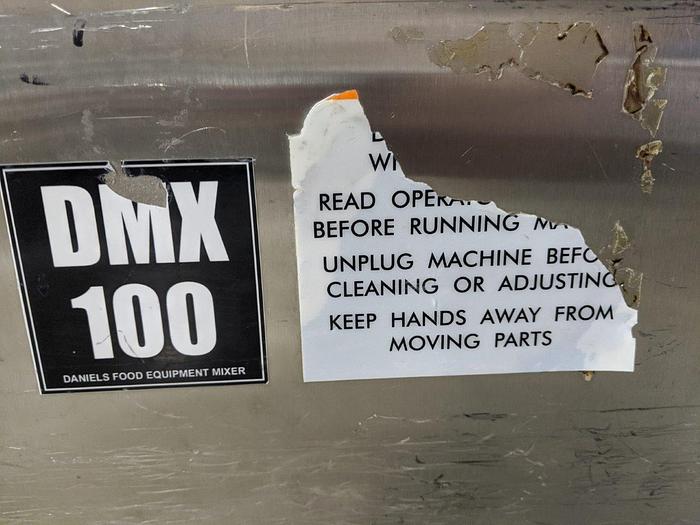 DMX
100
DANIELS FOOD EQUIPMENT MIXER
READ
BEFORE RUNNING
UNPLUG MACHINE
CLEANING OR ADJUSTING
KEEP HANDS AWAY FROM
MOVING PARTS